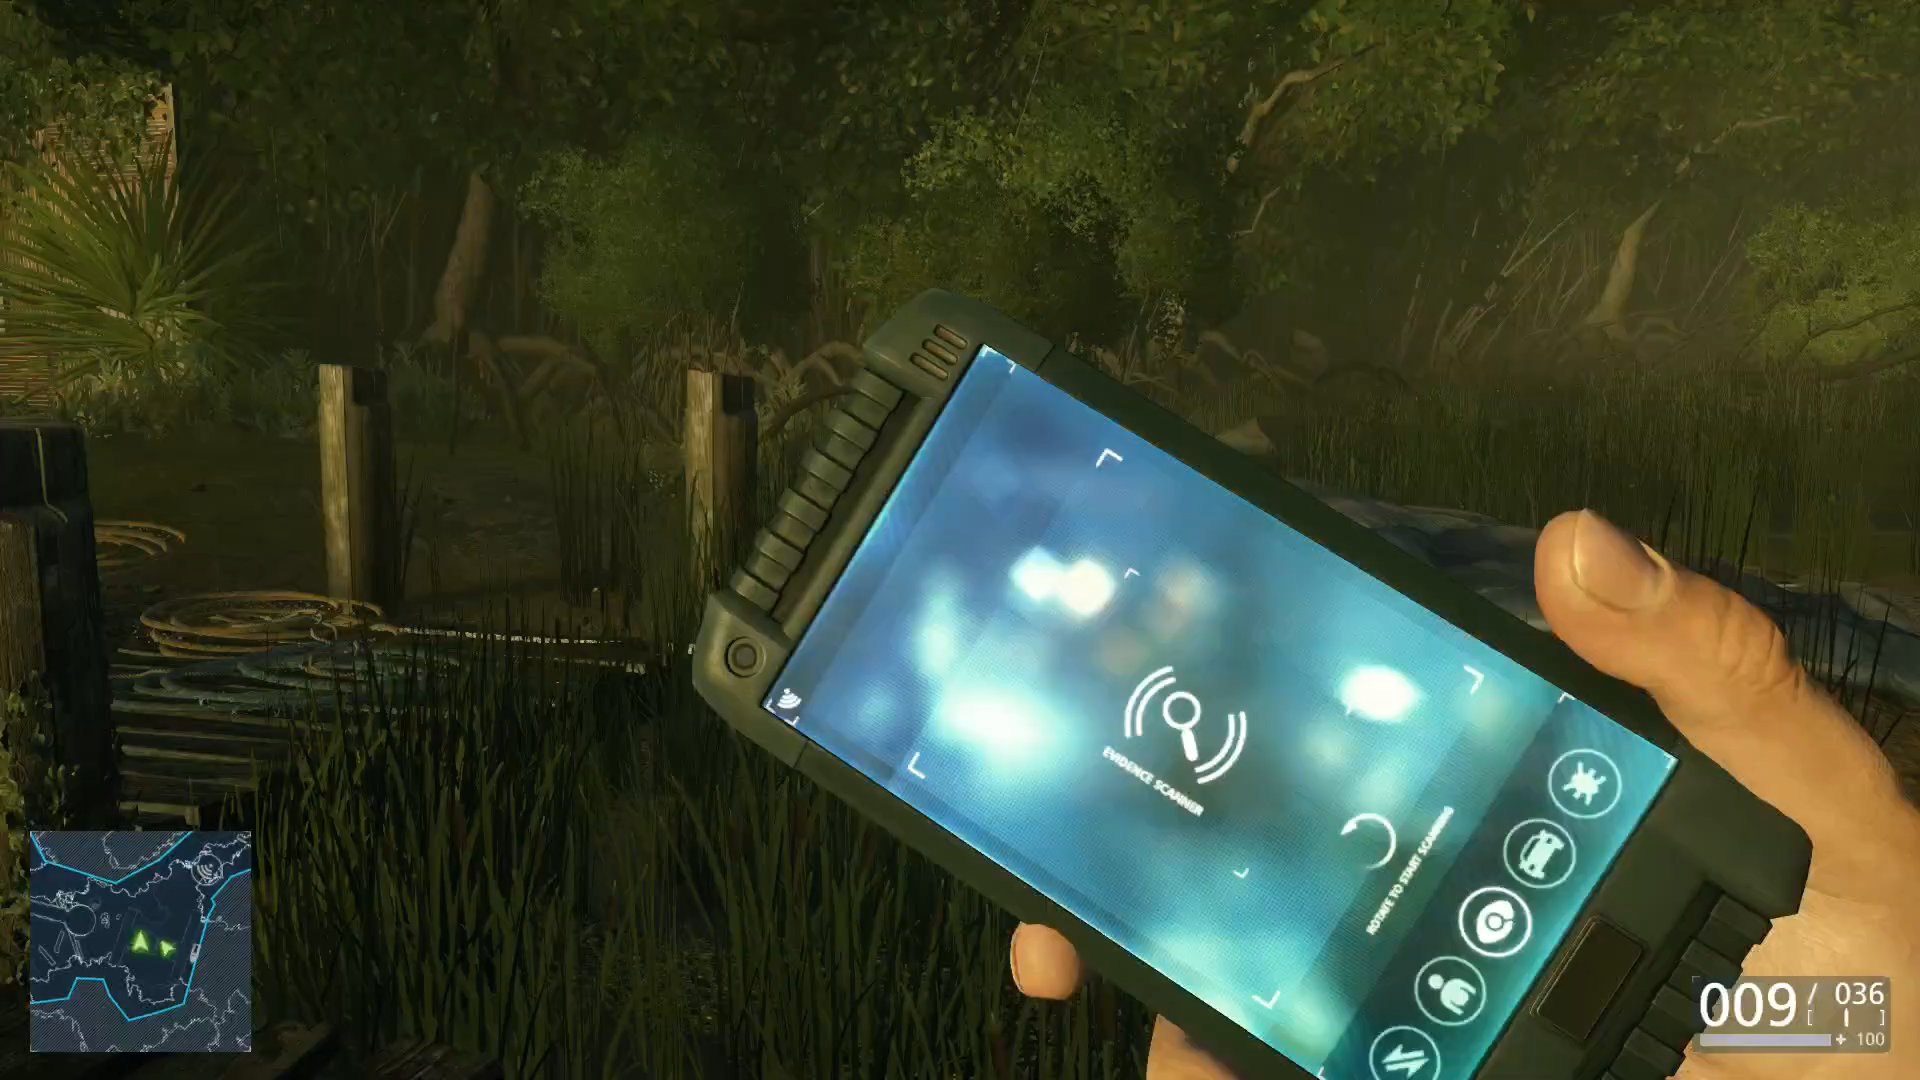 EVIDENCE SCANNER
ROTATE TO START SCANNING
009 / 036
[ I ]
+ 100